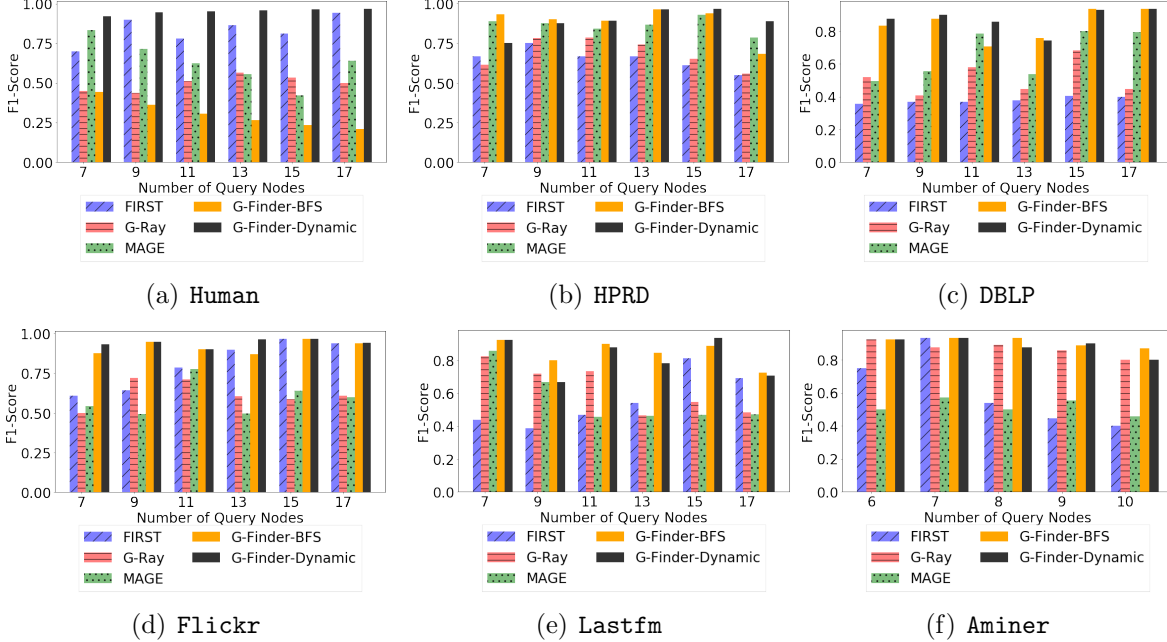 1.00
0.75
0.50
0.25
0.00
F1-Score
7 9 11 13 15 17
Number of Query Nodes
FIRST G-Finder-BFS
G-Ray G-Finder-Dynamic
MAGE
(a) Human
1.00
0.75
0.50
0.25
0.00
F1-Score
7 9 11 13 15 17
Number of Query Nodes
FIRST G-Finder-BFS
G-Ray G-Finder-Dynamic
MAGE
(b) HPRD
0.8
0.6
0.4
0.2
0.0
F1-Score
7 9 11 13 15 17
Number of Query Nodes
FIRST G-Finder-BFS
G-Ray G-Finder-Dynamic
MAGE
(c) DBLP
1.00
0.75
0.50
0.25
0.00
F1-Score
7 9 11 13 15 17
Number of Query Nodes
FIRST G-Finder-BFS
G-Ray G-Finder-Dynamic
MAGE
(d) Flickr
0.8
0.6
0.4
0.2
0.0
F1-Score
7 9 11 13 15 17
Number of Query Nodes
FIRST G-Finder-BFS
G-Ray G-Finder-Dynamic
MAGE
(e) Lastfm
0.8
0.6
0.4
0.2
0.0
F1-Score
6 7 8 9 10
Number of Query Nodes
FIRST G-Finder-BFS
G-Ray G-Finder-Dynamic
MAGE
(f) Aminer